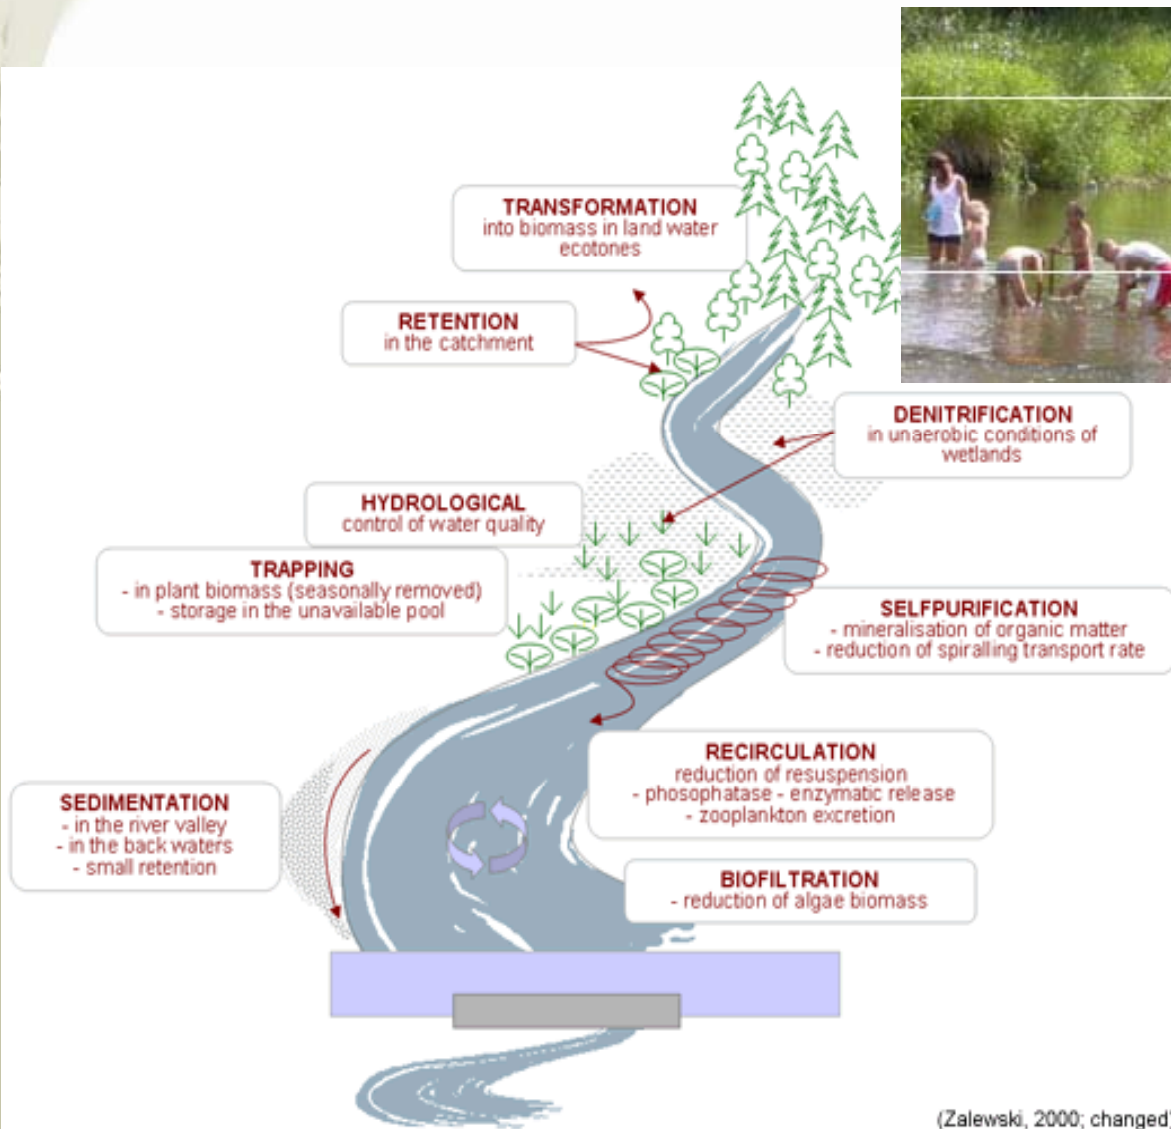 TRANSFORMATION
into biomass in land water
ecotones
RETENTION
in the catchment
DENITRIFICATION
in unaerobic conditions of
wetlands
HYDROLOGICAL
control of water quality
TRAPPING
- in plant biomass (seasonally removed)
- storage in the unavailable pool
SELFPURIFICATION
- mineralisation of organic matter
- reduction of spiralling transport rate
RECIRCULATION
reduction of resuspension
- phosophatase - enzymatic release
- zooplankton excretion
SEDIMENTATION
- in the river valley
- in the back waters
- small retention
BIOFILTRATION
- reduction of algae biomass
(Zalewski, 2000; changed)